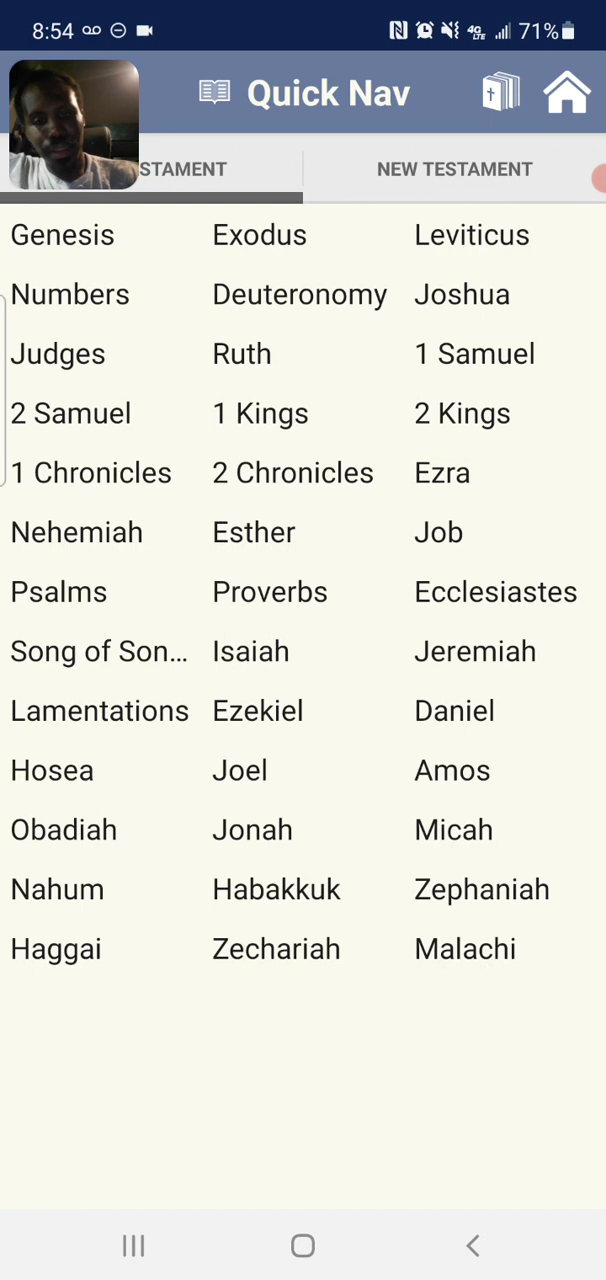 8:54 4G LTE 71%
Quick Nav
STAMENT NEW TESTAMENT
Genesis Exodus Leviticus
Numbers Deuteronomy Joshua
Judges Ruth 1 Samuel
2 Samuel 1 Kings 2 Kings
1 Chronicles 2 Chronicles Ezra
Nehemiah Esther Job
Psalms Proverbs Ecclesiastes
Song of Son... Isaiah Jeremiah
Lamentations Ezekiel Daniel
Hosea Joel Amos
Obadiah Jonah Micah
Nahum Habakkuk Zephaniah
Haggai Zechariah Malachi